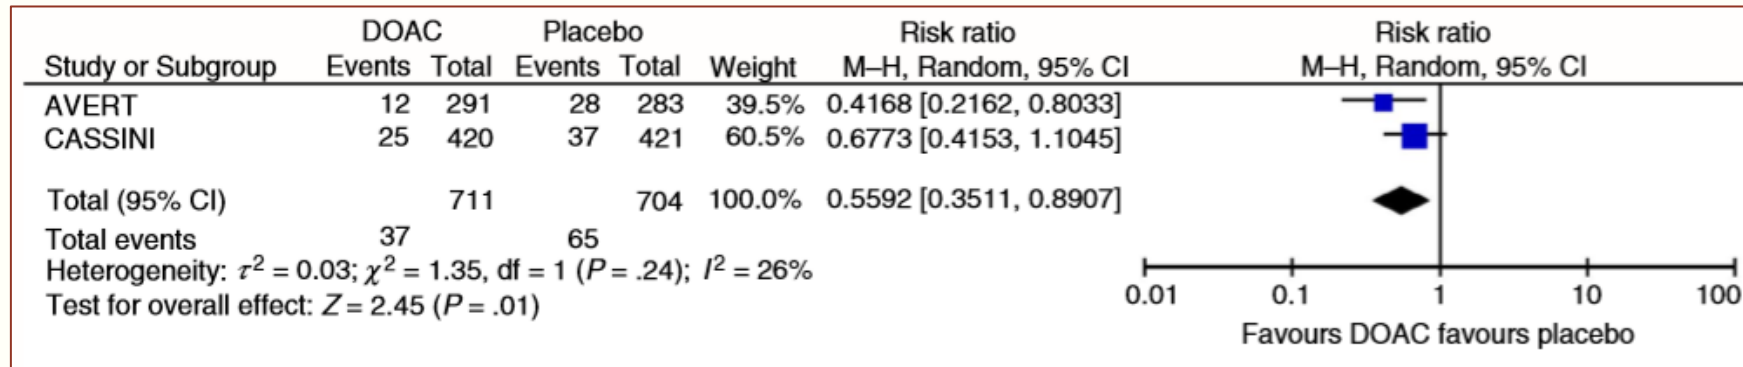 DOAC Placebo Risk ratio Risk ratio
Study or Subgroup Events Total Events Total Weight M–H, Random, 95% CI M–H, Random, 95% CI
AVERT 12 291 28 283 39.5% 0.4168 [0.2162, 0.8033]
CASSINI 25 420 37 421 60.5% 0.6773 [0.4153, 1.1045]
Total (95% CI) 711 704 100.0% 0.5592 [0.3511, 0.8907]
Total events 37 65
Heterogeneity: τ² = 0.03; χ² = 1.35, df = 1 (P = .24); I² = 26%
Test for overall effect: Z = 2.45 (P = .01)
0.01 0.1 1 10 100
Favours DOAC favours placebo